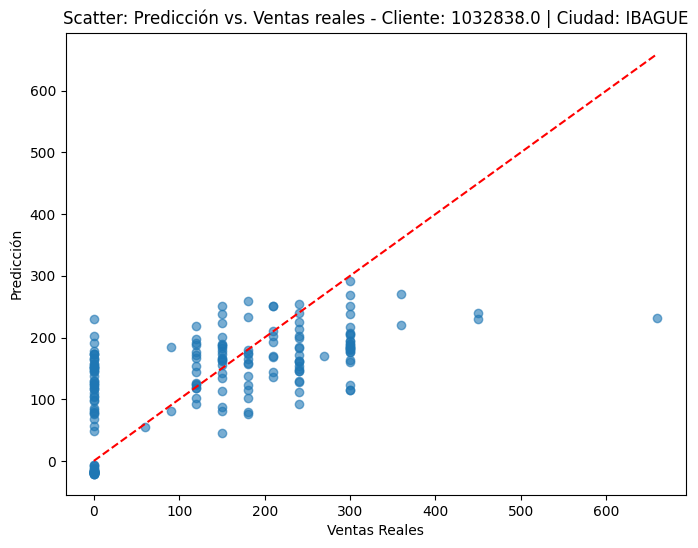 Scatter: Predicción vs. Ventas reales - Cliente: 1032838.0 | Ciudad: IBAGUE
600
500
400
300
200
100
0
Predicción
0 100 200 300 400 500 600
Ventas Reales